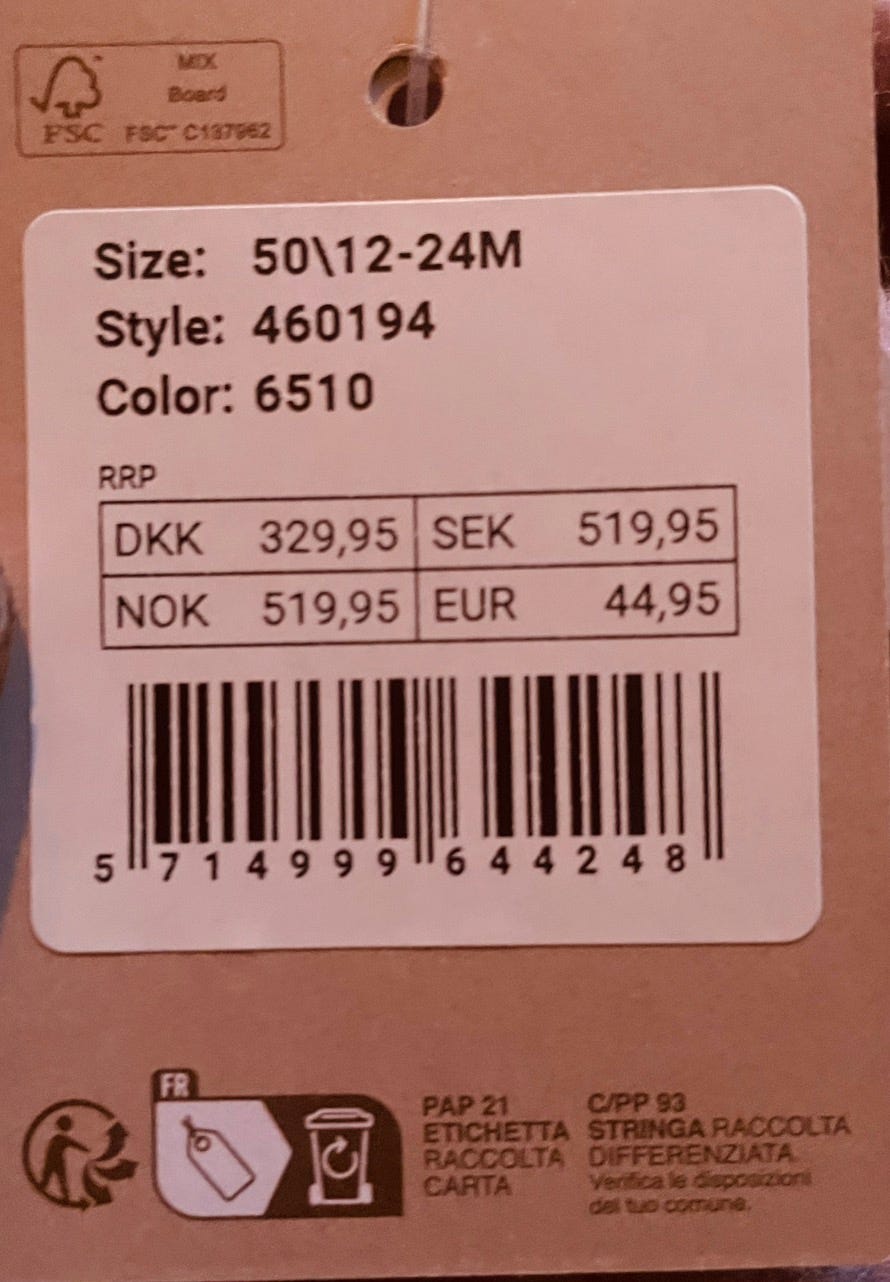 MIX
Board
FSC FSC™ C137962
Size: 50\12-24M
Style: 460194
Color: 6510
RRP
DKK 329,95 SEK 519,95
NOK 519,95 EUR 44,95
5 714999 644248
FR
PAP 21
ETICHETTA
RACCOLTA
CARTA
C/PP 93
STRINGA RACCOLTA
DIFFERENZIATA.
Verifica le disposizioni
del tuo comune.